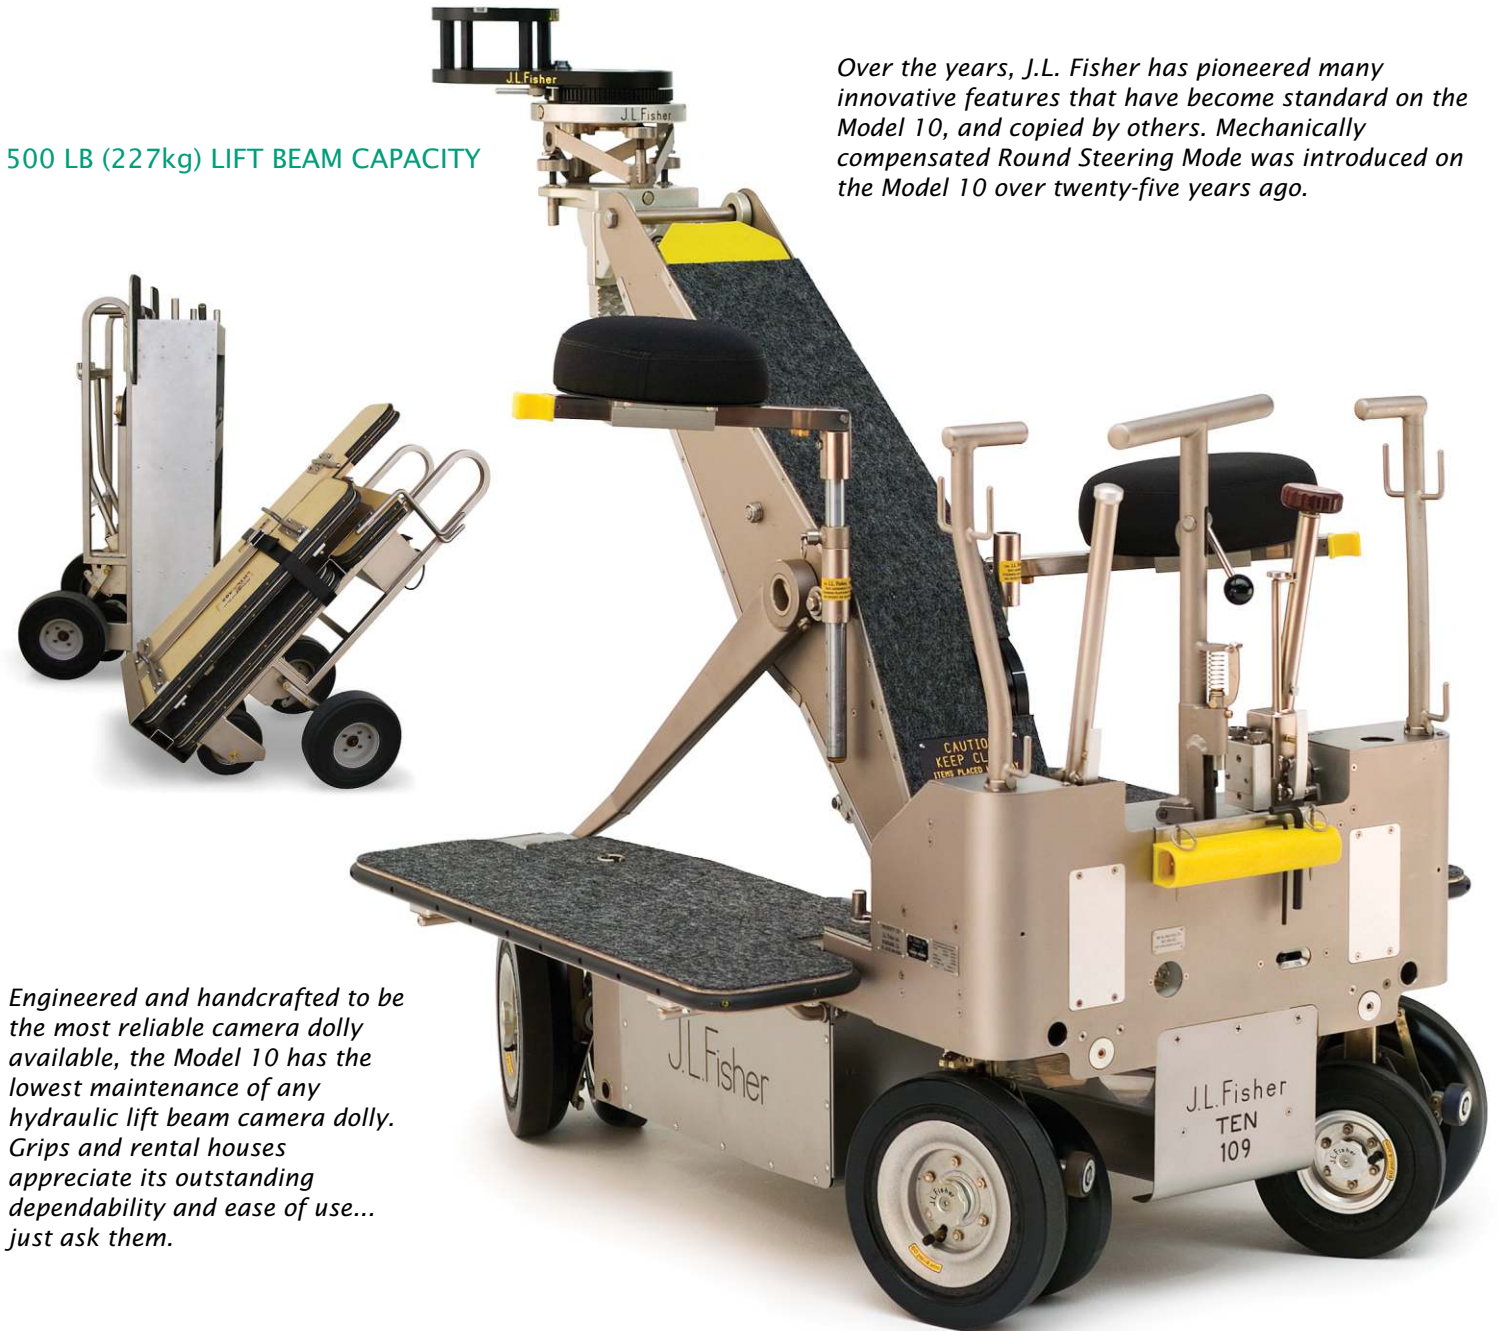 J.L.Fisher
J.L.Fisher
Over the years, J.L. Fisher has pioneered many
innovative features that have become standard on the
Model 10, and copied by others. Mechanically
compensated Round Steering Mode was introduced on
the Model 10 over twenty-five years ago.
500 LB (227kg) LIFT BEAM CAPACITY
CAUTIO
KEEP CL
ITEMS PLACED
Engineered and handcrafted to be
the most reliable camera dolly
available, the Model 10 has the
lowest maintenance of any
hydraulic lift beam camera dolly.
Grips and rental houses
appreciate its outstanding
dependability and ease of use...
just ask them.
J.L.Fisher
J.L.Fisher
TEN
109
J.L.Fisher
J.L.Fisher